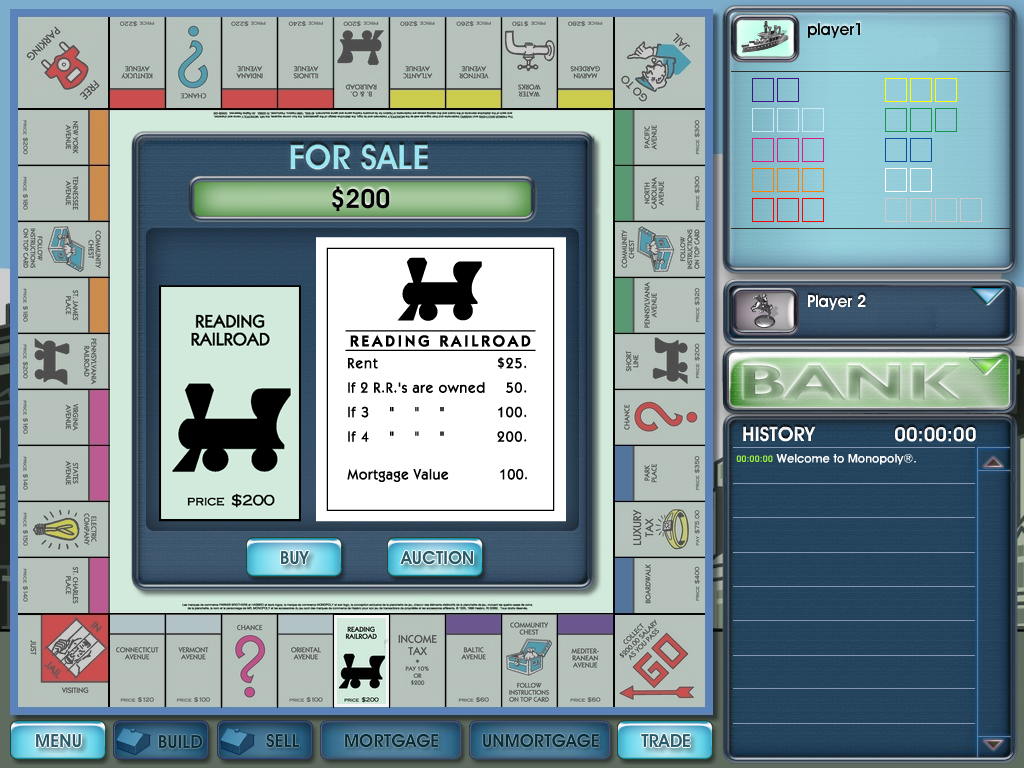 FREE
PARKING
PRICE $220
KENTUCKY
AVENUE
CHANCE
PRICE $220
INDIANA
AVENUE
PRICE $240
ILLINOIS
AVENUE
PRICE $200
B. & O.
RAILROAD
PRICE $260
ATLANTIC
AVENUE
PRICE $260
VENTNOR
AVENUE
PRICE $150
WATER
WORKS
PRICE $280
MARVIN
GARDENS
GO TO
JAIL
NEW YORK
AVENUE
PRICE $200
TENNESSEE
AVENUE
PRICE $180
COMMUNITY
CHEST
FOLLOW
INSTRUCTIONS
ON TOP CARD
ST. JAMES
PLACE
PRICE $180
PENNSYLVANIA
RAILROAD
PRICE $200
VIRGINIA
AVENUE
PRICE $160
STATES
AVENUE
PRICE $140
ELECTRIC
COMPANY
PRICE $150
ST. CHARLES
PLACE
PRICE $140
FOR SALE
$200
READING
RAILROAD
PRICE $200
READING RAILROAD
Rent $25.
If 2 R.R.'s are owned 50.
If 3 " " " 100.
If 4 " " " 200.
Mortgage Value 100.
BUY
AUCTION
PACIFIC
AVENUE
PRICE $300
NORTH
CAROLINA
AVENUE
PRICE $300
COMMUNITY
CHEST
FOLLOW
INSTRUCTIONS
ON TOP CARD
PENNSYLVANIA
AVENUE
PRICE $320
SHORT
LINE
PRICE $200
CHANCE
PARK
PLACE
PRICE $350
LUXURY
TAX
PAY $75.00
BOARDWALK
PRICE $400
JUST
IN
JAIL
VISITING
CONNECTICUT
AVENUE
PRICE $120
VERMONT
AVENUE
PRICE $100
CHANCE
ORIENTAL
AVENUE
PRICE $100
READING
RAILROAD
PRICE $200
INCOME
TAX
PAY 10%
OR
$200
BALTIC
AVENUE
PRICE $60
COMMUNITY
CHEST
FOLLOW
INSTRUCTIONS
ON TOP CARD
MEDITER-
RANEAN
AVENUE
PRICE $60
COLLECT
$200.00 SALARY
AS YOU PASS
GO
MENU
BUILD
SELL
MORTGAGE
UNMORTGAGE
TRADE
player1
Player 2
BANK
HISTORY 00:00:00
00:00:00 Welcome to Monopoly®.